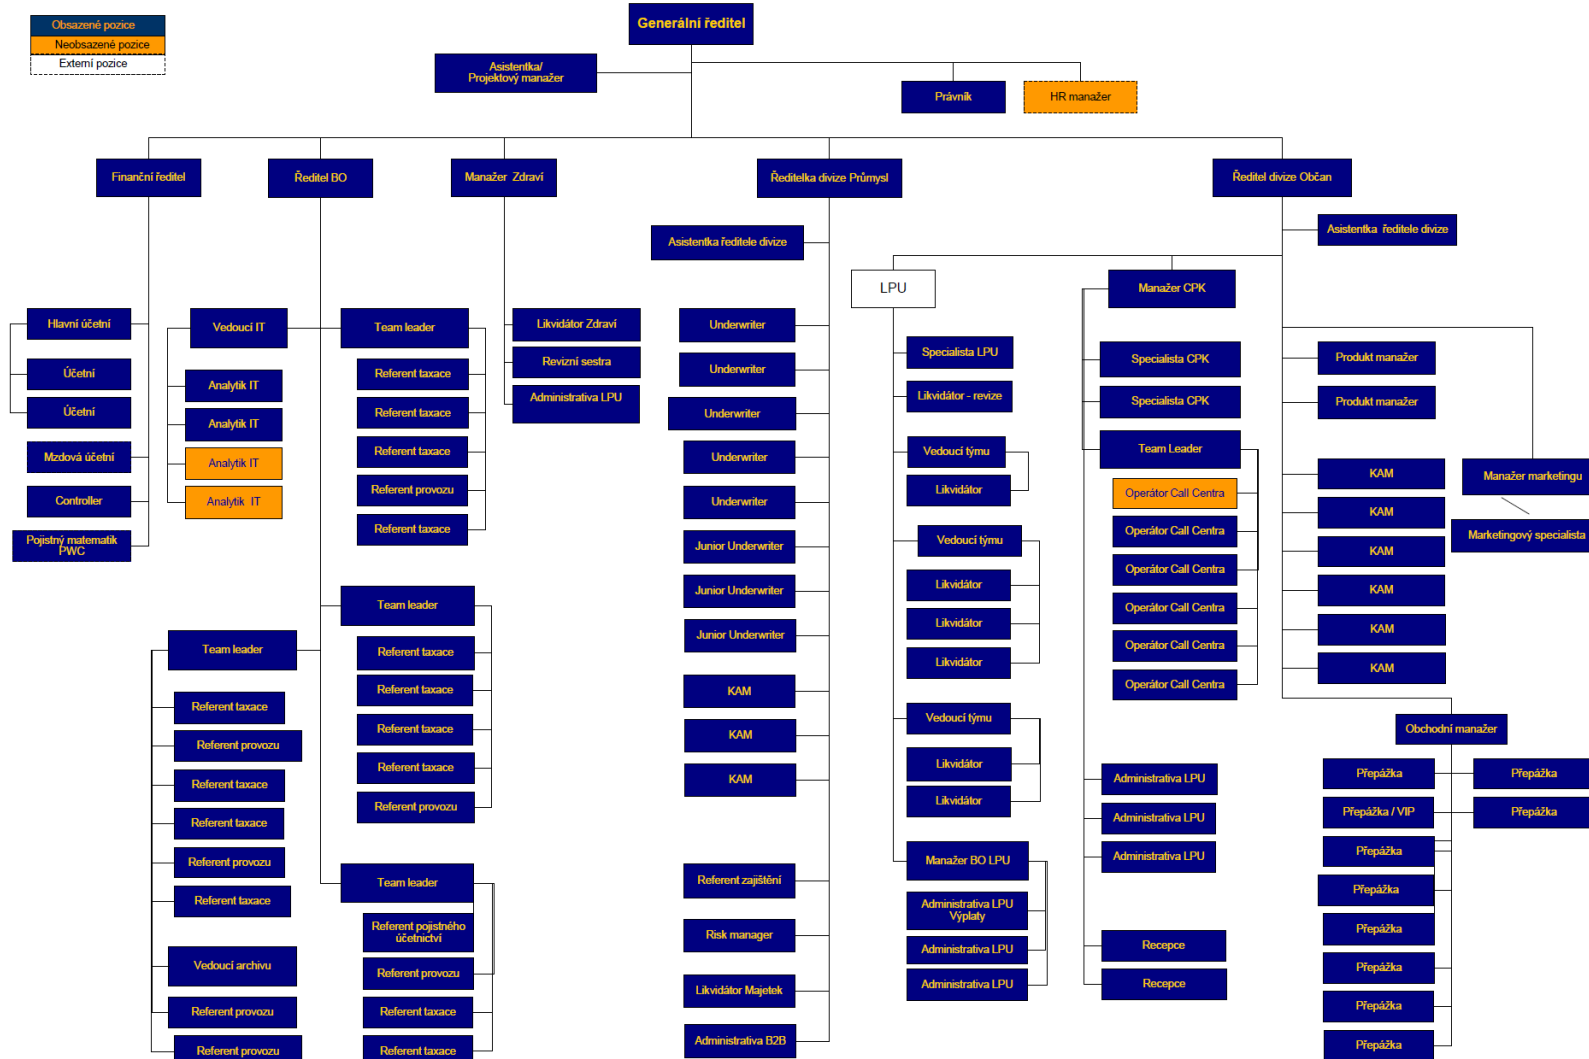 Obsazené pozice
Neobsazené pozice
Externí pozice
Generální ředitel
Asistentka/
Projektový manažer
Právník
HR manažer
Finanční ředitel
Ředitel BO
Manažer Zdraví
Ředitelka divize Průmysl
Ředitel divize Občan
Hlavní účetní
Účetní
Účetní
Mzdová účetní
Controller
Pojistný matematik
PWC
Vedoucí IT
Analytik IT
Analytik IT
Analytik IT
Analytik IT
Team leader
Referent taxace
Referent taxace
Referent taxace
Referent provozu
Referent taxace
Team leader
Referent taxace
Referent taxace
Referent taxace
Referent taxace
Referent provozu
Team leader
Referent taxace
Referent provozu
Referent taxace
Referent taxace
Referent provozu
Referent taxace
Vedoucí archivu
Referent provozu
Referent provozu
Team leader
Referent pojistného
účetnictví
Referent provozu
Referent taxace
Referent taxace
Likvidátor Zdraví
Revizní sestra
Administrativa LPU
Asistentka ředitele divize
Underwriter
Underwriter
Underwriter
Underwriter
Underwriter
Junior Underwriter
Junior Underwriter
Junior Underwriter
KAM
KAM
KAM
Referent zajištění
Risk manager
Likvidátor Majetek
Administrativa B2B
Asistentka ředitele divize
LPU
Specialista LPU
Likvidátor - revize
Vedoucí týmu
Likvidátor
Vedoucí týmu
Likvidátor
Likvidátor
Likvidátor
Vedoucí týmu
Likvidátor
Likvidátor
Manažer BO LPU
Administrativa LPU
Výplaty
Administrativa LPU
Administrativa LPU
Manažer CPK
Specialista CPK
Specialista CPK
Team Leader
Operátor Call Centra
Operátor Call Centra
Operátor Call Centra
Operátor Call Centra
Operátor Call Centra
Operátor Call Centra
Administrativa LPU
Administrativa LPU
Administrativa LPU
Recepce
Recepce
Produkt manažer
Produkt manažer
KAM
KAM
KAM
KAM
KAM
KAM
Manažer marketingu
Marketingový specialista
Obchodní manažer
Přepážka
Přepážka
Přepážka / VIP
Přepážka
Přepážka
Přepážka
Přepážka
Přepážka
Přepážka
Přepážka